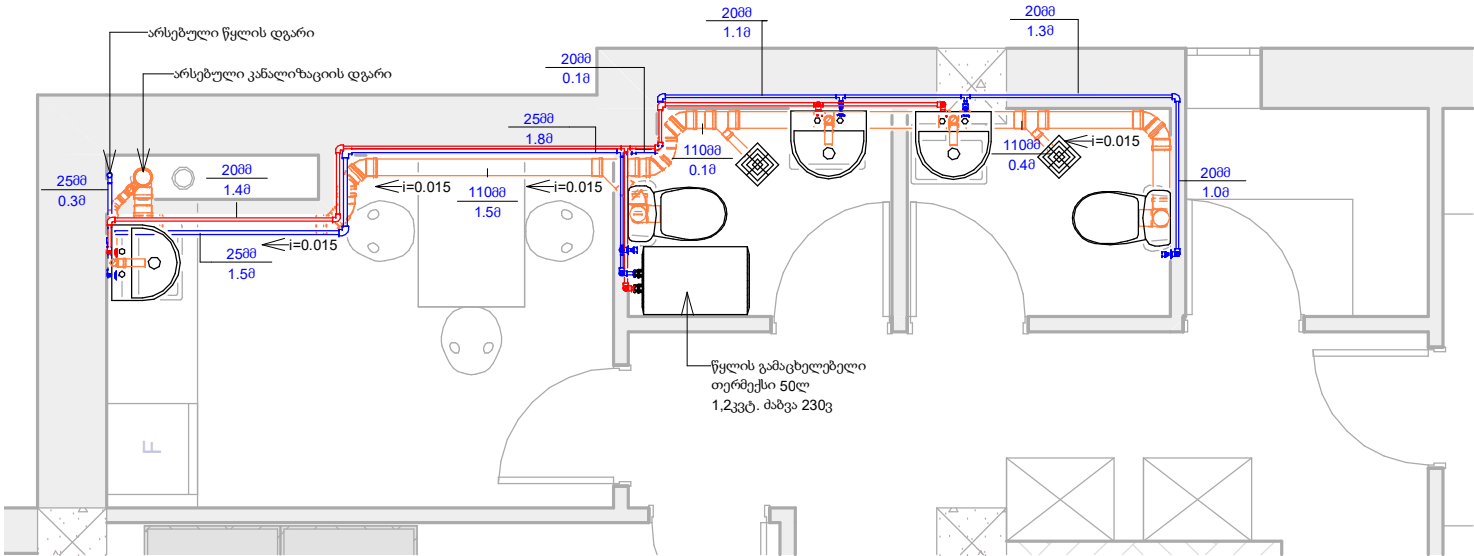 არსებული წყლის დგარი
არსებული კანალიზაციის დგარი
20მმ
1.1მ
20მმ
1.3მ
20მმ
0.1მ
25მმ
1.8მ
25მმ
0.3მ
20მმ
1.4მ
i=0.015
110მმ
1.5მ
i=0.015
110მმ
0.1მ
110მმ
0.4მ
i=0.015
20მმ
1.0მ
25მმ
1.5მ
i=0.015
წყლის გამაცხელებელი
თერმექსი 50ლ
1,2კვტ. ძაბვა 230ვ
F